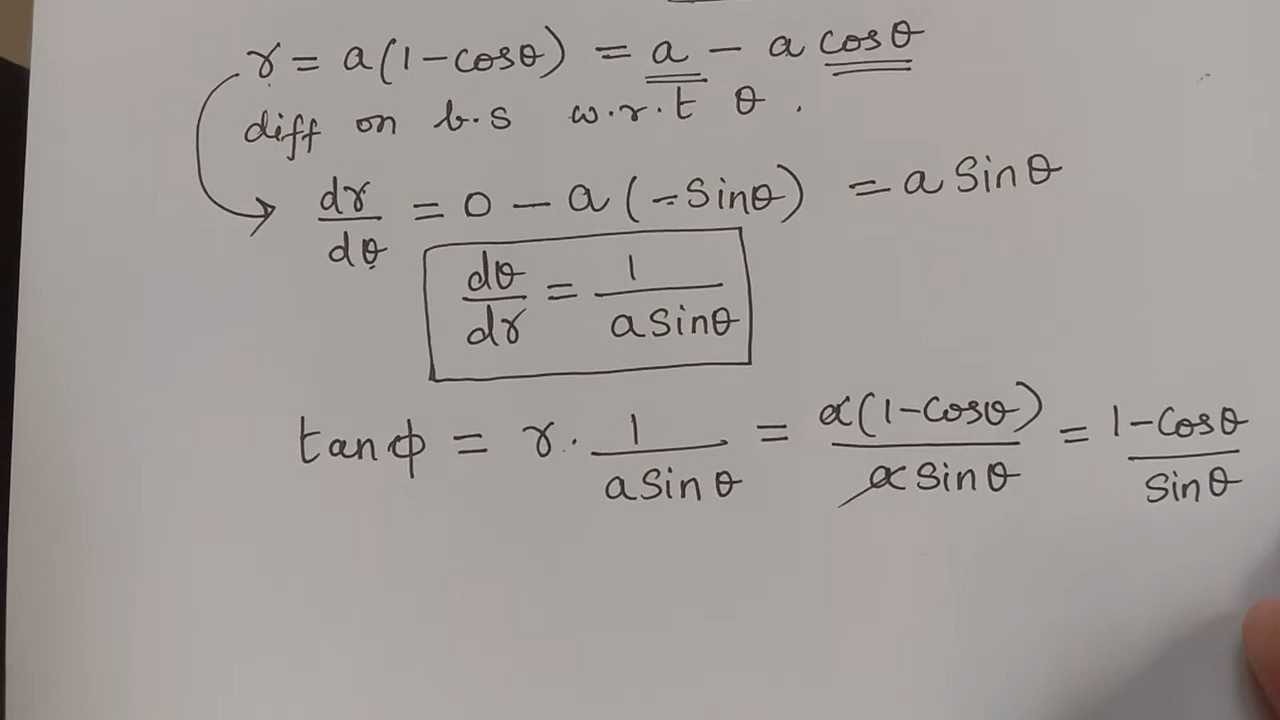 r = a(1-cosθ) = a - a cosθ
diff on b.s w.r.t θ .
dr/dθ = 0 - a (-Sinθ) = a Sinθ
dθ/dr = 1/(a Sinθ)
tanφ = r. 1/(a Sinθ) = a(1-Cosθ)/(a Sinθ) = (1-Cosθ)/(Sinθ)